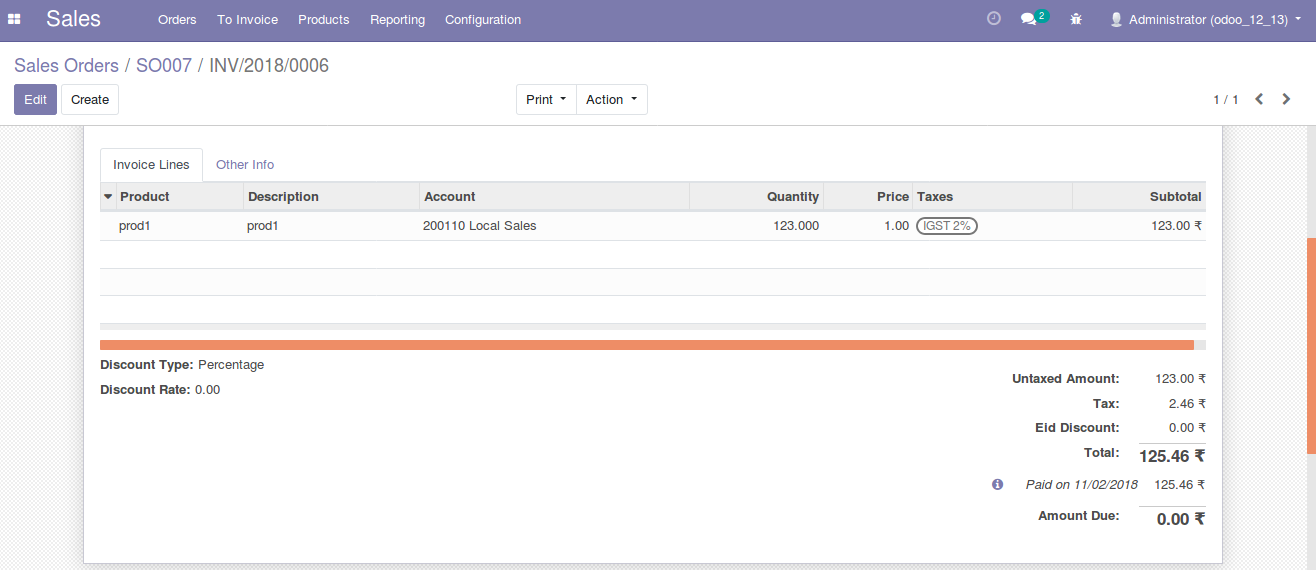 Sales Orders To Invoice Products Reporting Configuration 2 Administrator (odoo_12_13)
Sales Orders / SO007 / INV/2018/0006
Edit Create Print Action 1 / 1
Invoice Lines Other Info
Product Description Account Quantity Price Taxes Subtotal
prod1 prod1 200110 Local Sales 123.000 1.00 IGST 2% 123.00 ₹
Discount Type: Percentage
Discount Rate: 0.00
Untaxed Amount: 123.00 ₹
Tax: 2.46 ₹
Eid Discount: 0.00 ₹
Total: 125.46 ₹
Paid on 11/02/2018 125.46 ₹
Amount Due: 0.00 ₹